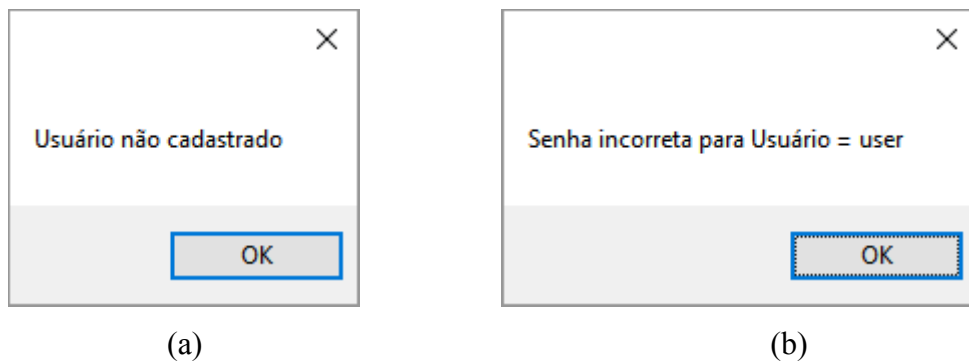 Usuário não cadastrado
OK
(a)
Senha incorreta para Usuário = user
OK
(b)